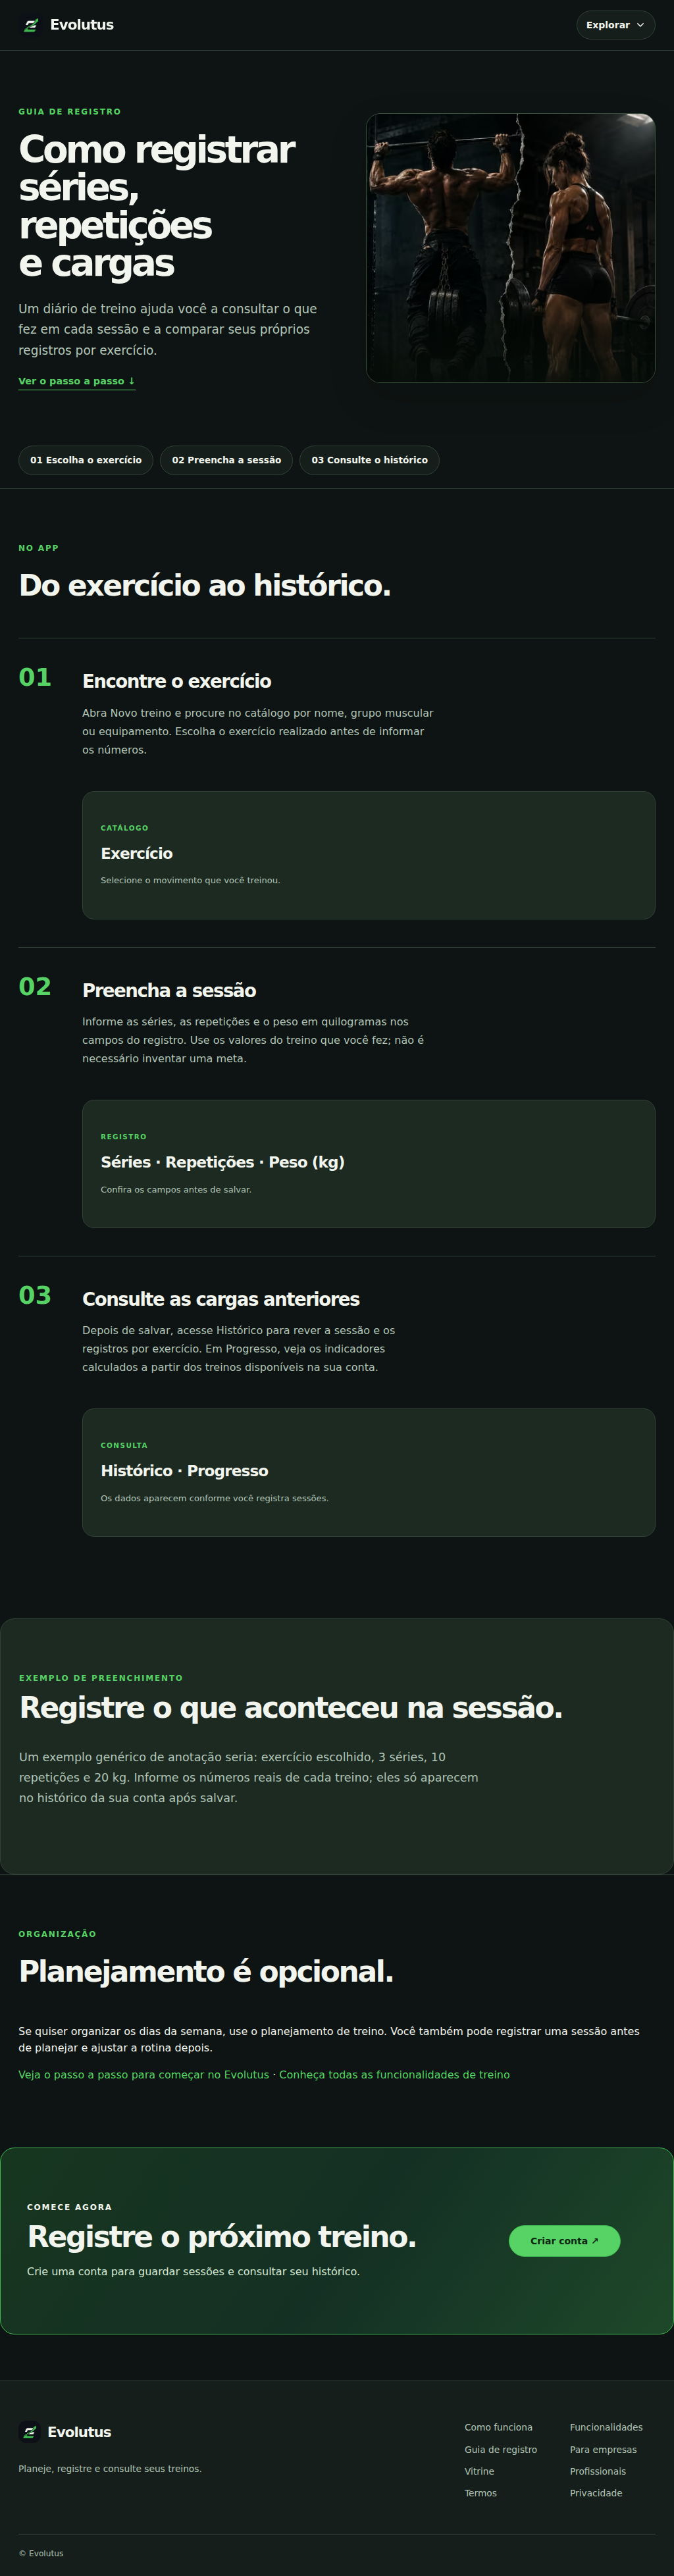 Evolutus
Explorar
GUIA DE REGISTRO
Como registrar
séries,
repetições
e cargas
Um diário de treino ajuda você a consultar o que
fez em cada sessão e a comparar seus próprios
registros por exercício.
Ver o passo a passo ↓
01 Escolha o exercício
02 Preencha a sessão
03 Consulte o histórico
NO APP
Do exercício ao histórico.
01
Encontre o exercício
Abra Novo treino e procure no catálogo por nome, grupo muscular
ou equipamento. Escolha o exercício realizado antes de informar
os números.
CATÁLOGO
Exercício
Selecione o movimento que você treinou.
02
Preencha a sessão
Informe as séries, as repetições e o peso em quilogramas nos
campos do registro. Use os valores do treino que você fez; não é
necessário inventar uma meta.
REGISTRO
Séries · Repetições · Peso (kg)
Confira os campos antes de salvar.
03
Consulte as cargas anteriores
Depois de salvar, acesse Histórico para rever a sessão e os
registros por exercício. Em Progresso, veja os indicadores
calculados a partir dos treinos disponíveis na sua conta.
CONSULTA
Histórico · Progresso
Os dados aparecem conforme você registra sessões.
EXEMPLO DE PREENCHIMENTO
Registre o que aconteceu na sessão.
Um exemplo genérico de anotação seria: exercício escolhido, 3 séries, 10
repetições e 20 kg. Informe os números reais de cada treino; eles só aparecem
no histórico da sua conta após salvar.
ORGANIZAÇÃO
Planejamento é opcional.
Se quiser organizar os dias da semana, use o planejamento de treino. Você também pode registrar uma sessão antes
de planejar e ajustar a rotina depois.
Veja o passo a passo para começar no Evolutus · Conheça todas as funcionalidades de treino
COMECE AGORA
Registre o próximo treino.
Crie uma conta para guardar sessões e consultar seu histórico.
Criar conta ↗
Evolutus
Planeje, registre e consulte seus treinos.
Como funciona
Funcionalidades
Guia de registro
Para empresas
Vitrine
Profissionais
Termos
Privacidade
© Evolutus